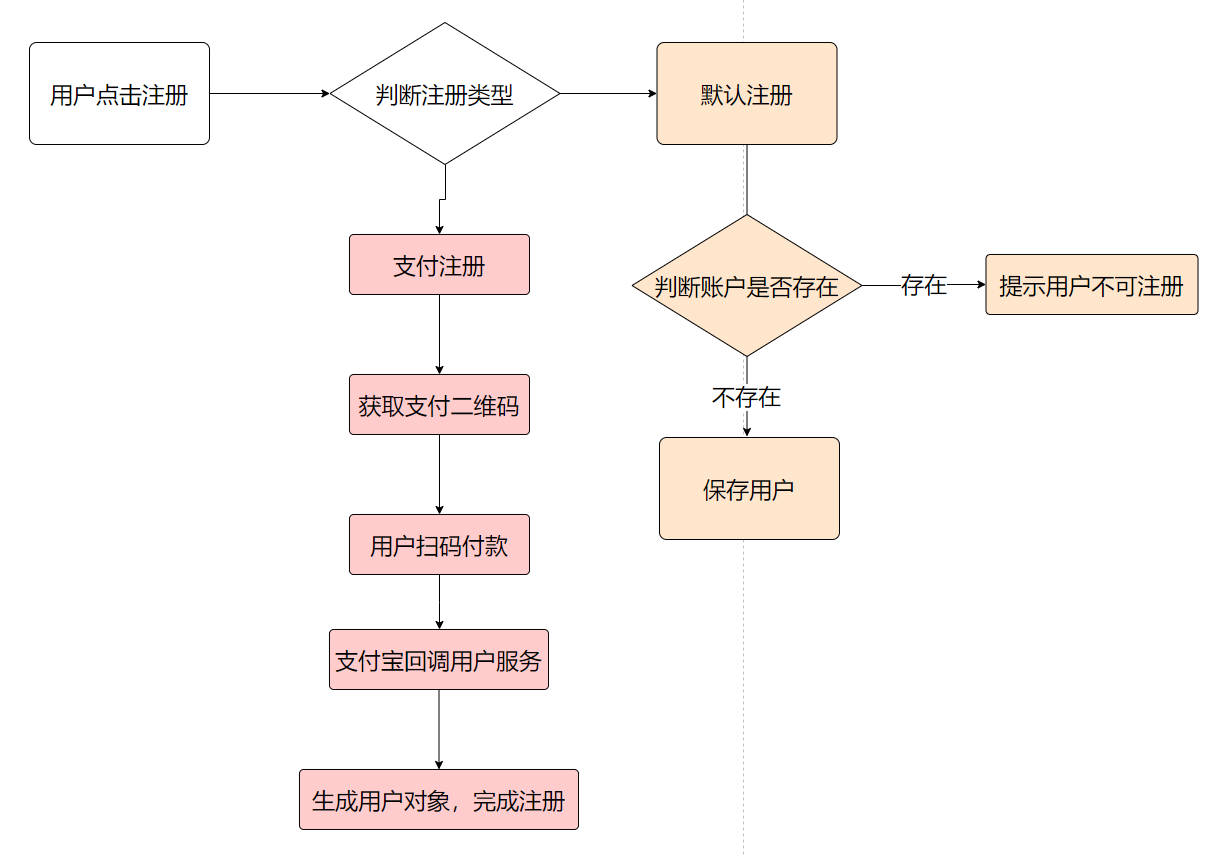 用户点击注册
判断注册类型
默认注册
支付注册
判断账户是否存在
存在
提示用户不可注册
获取支付二维码
不存在
保存用户
用户扫码付款
支付宝回调用户服务
生成用户对象，完成注册